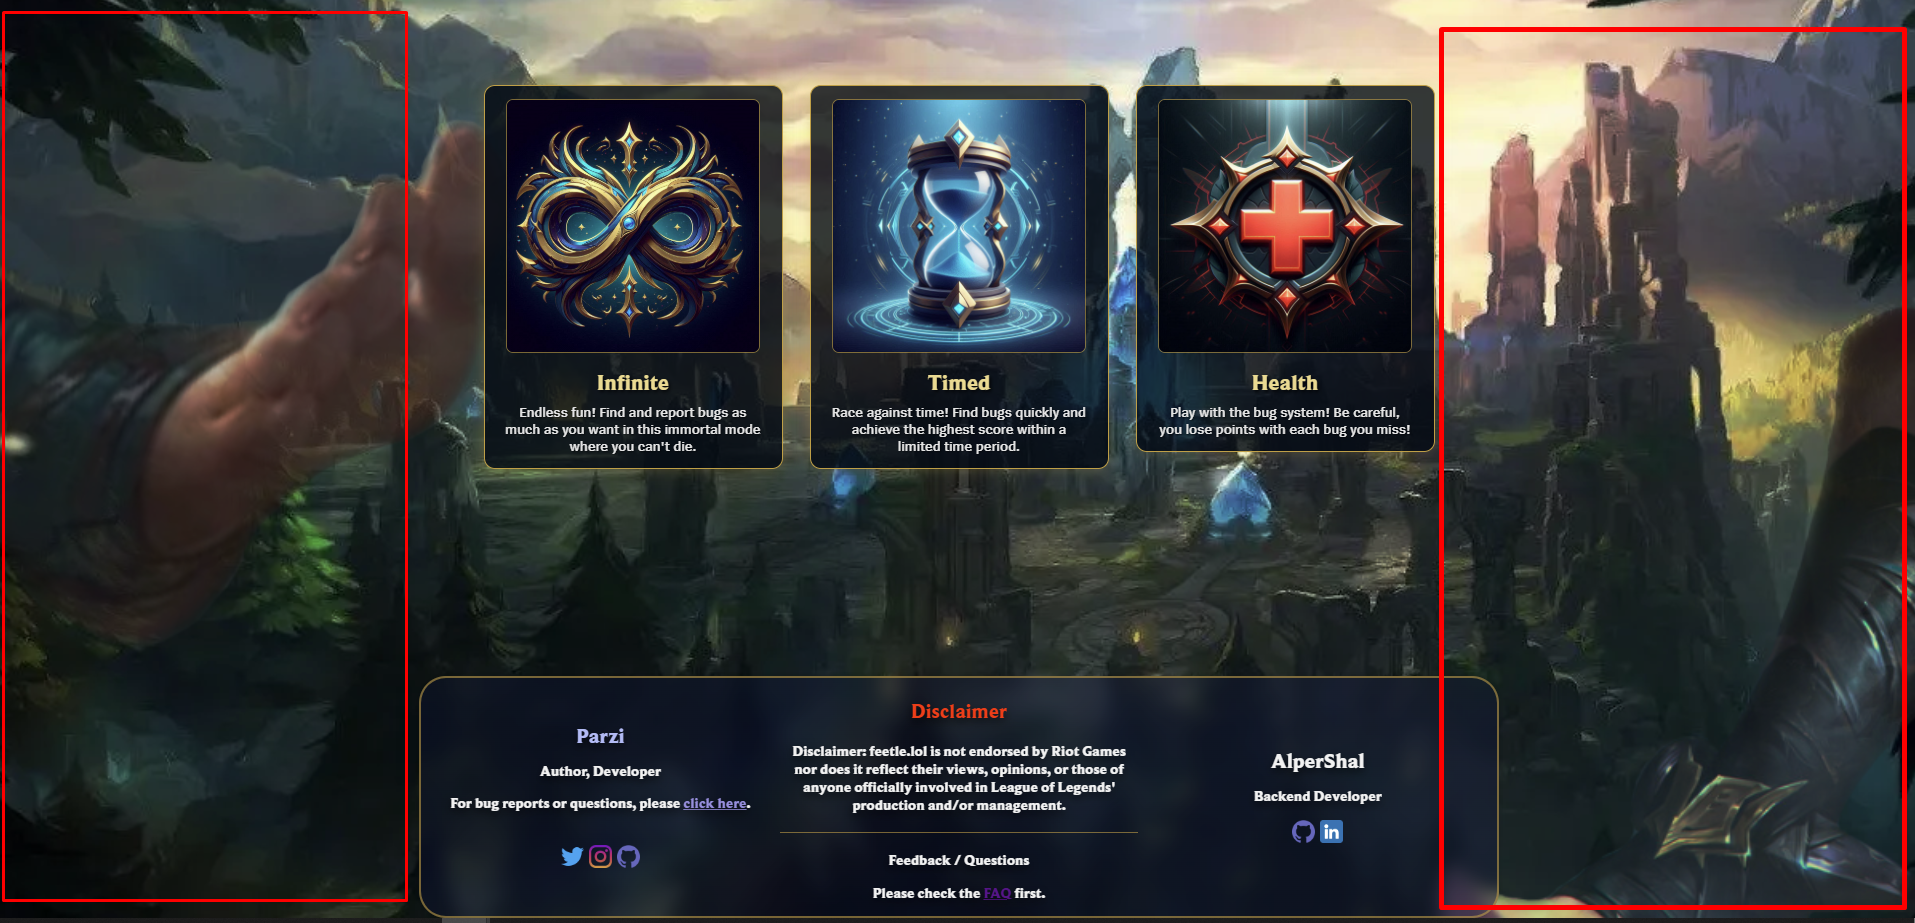 Infinite
Endless fun! Find and report bugs as
much as you want in this immortal mode
where you can't die.
Timed
Race against time! Find bugs quickly and
achieve the highest score within a
limited time period.
Health
Play with the bug system! Be careful,
you lose points with each bug you miss!
Parzi
Author, Developer
For bug reports or questions, please click here.
Disclaimer
Disclaimer: feetle.lol is not endorsed by Riot Games
nor does it reflect their views, opinions, or those of
anyone officially involved in League of Legends'
production and/or management.
Feedback / Questions
Please check the FAQ first.
AlperShal
Backend Developer
in